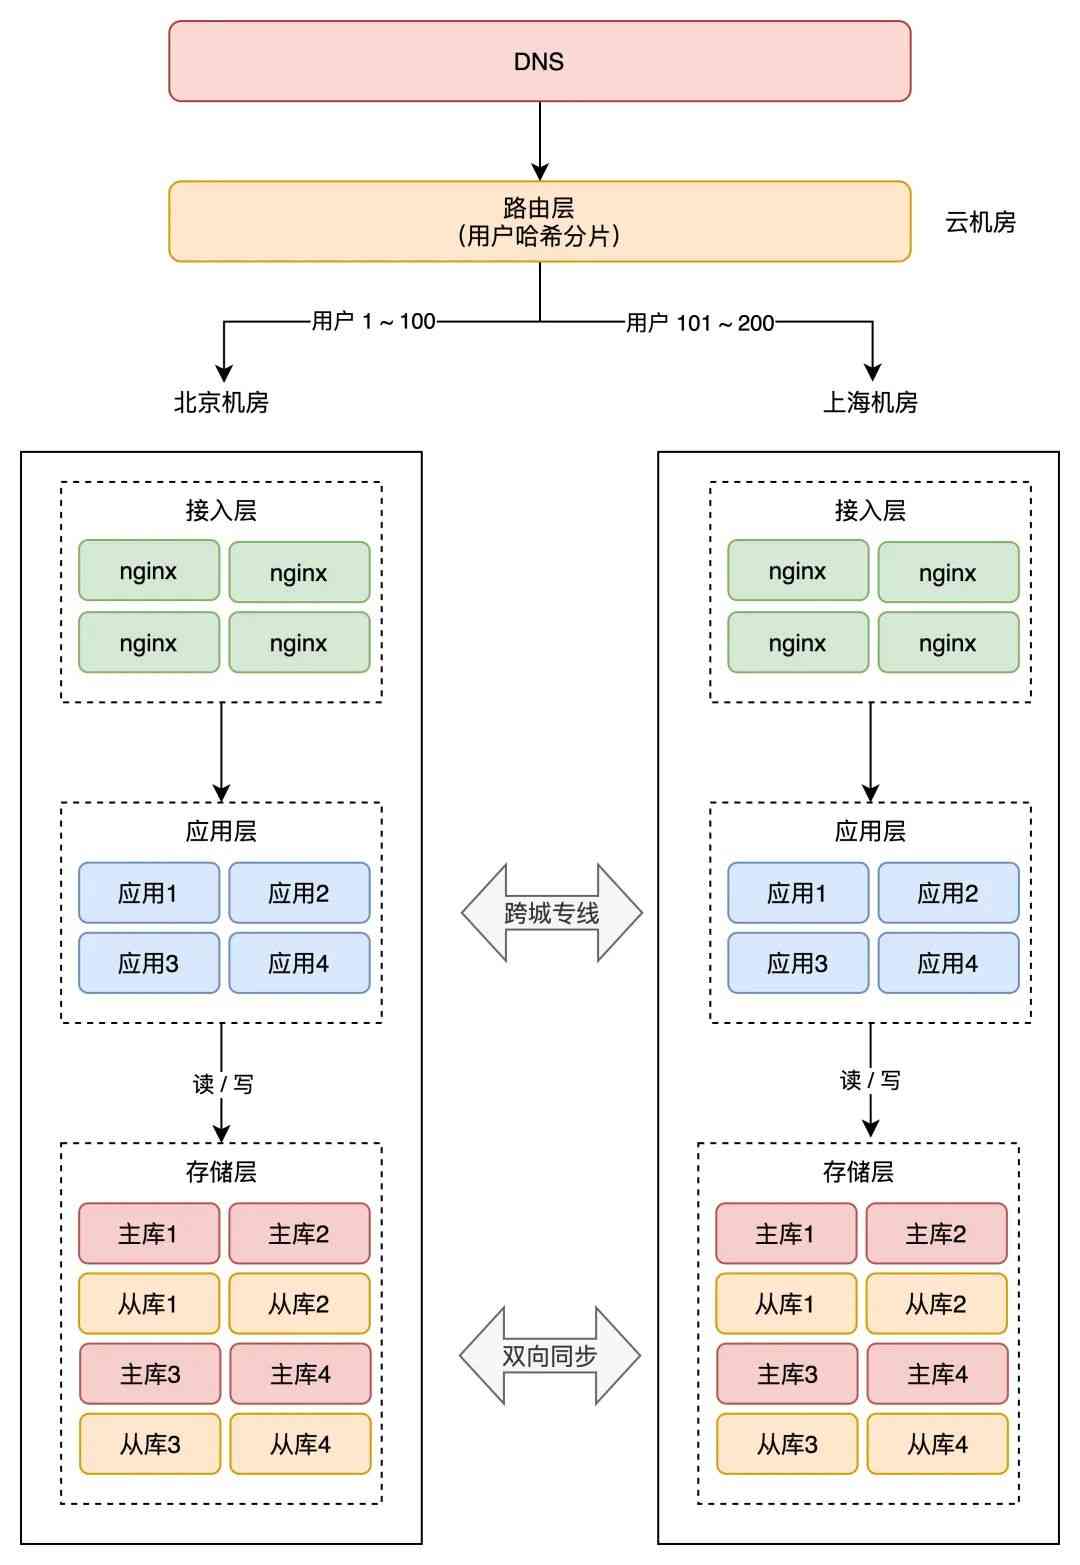 DNS
路由层
(用户哈希分片)
云机房
用户 1 ~ 100
用户 101 ~ 200
北京机房
上海机房
接入层
nginx
nginx
nginx
nginx
应用层
应用1
应用2
应用3
应用4
读 / 写
存储层
主库1
主库2
从库1
从库2
主库3
主库4
从库3
从库4
跨城专线
双向同步
接入层
nginx
nginx
nginx
nginx
应用层
应用1
应用2
应用3
应用4
读 / 写
存储层
主库1
主库2
从库1
从库2
主库3
主库4
从库3
从库4